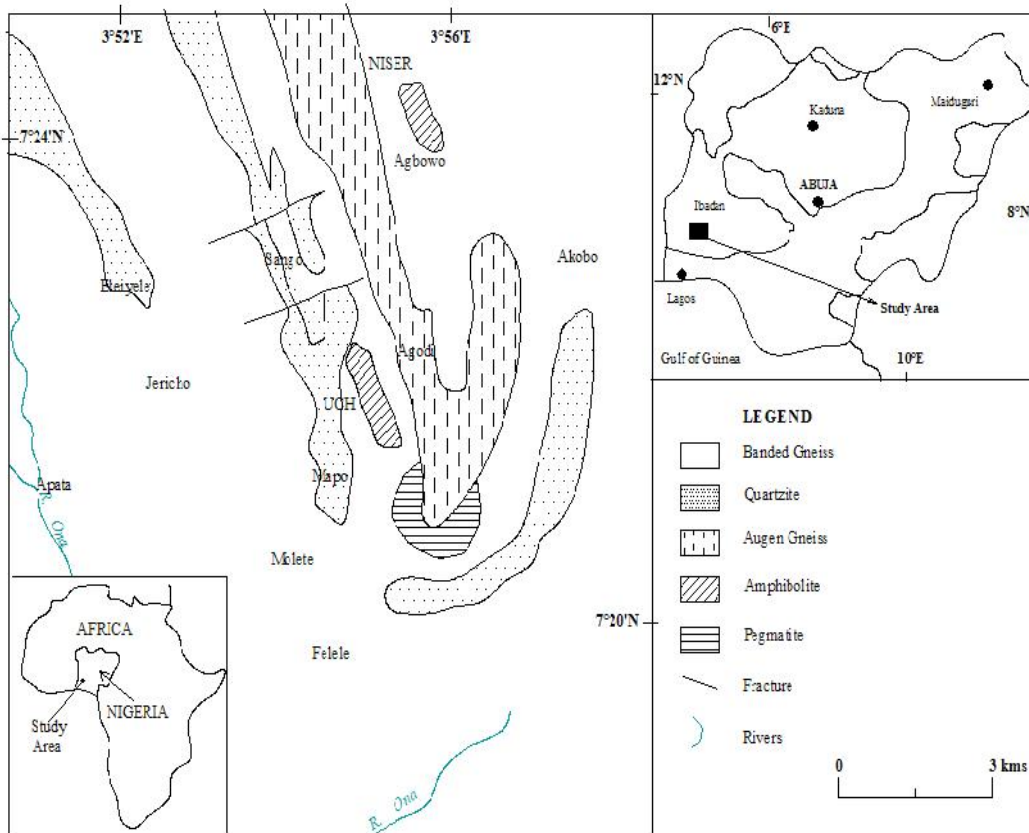 3°52'E
3°56'E
NISER
7°24'N
Agbowo
Akobo
Sango
Eleiyele
Agodi
Jericho
UCH
Mapo
Apata
R. Ona
Molete
7°20'N
Felele
R. Ona
AFRICA
NIGERIA
Study
Area
6°E
12°N
Maiduguri
Kaduna
ABUJA
Ibadan
8°N
Lagos
Study Area
Gulf of Guinea
10°E
LEGEND
Banded Gneiss
Quartzite
Augen Gneiss
Amphibolite
Pegmatite
Fracture
Rivers
0 3 kms